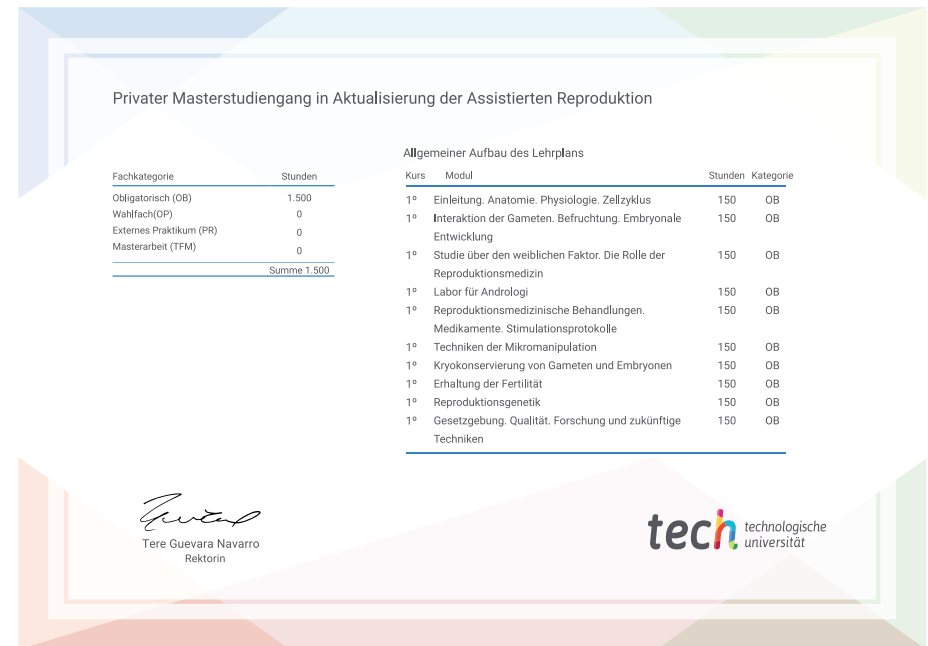 Privater Masterstudiengang in Aktualisierung der Assistierten Reproduktion
Fachkategorie Stunden
Obligatorisch (OB) 1.500
Wahlfach(OP) 0
Externes Praktikum (PR) 0
Masterarbeit (TFM) 0
Summe 1.500
Allgemeiner Aufbau des Lehrplans
Kurs Modul Stunden Kategorie
1º Einleitung. Anatomie. Physiologie. Zellzyklus 150 OB
1º Interaktion der Gameten. Befruchtung. Embryonale 150 OB
Entwicklung
1º Studie über den weiblichen Faktor. Die Rolle der 150 OB
Reproduktionsmedizin
1º Labor für Andrologi 150 OB
1º Reproduktionsmedizinische Behandlungen. 150 OB
Medikamente. Stimulationsprotokolle
1º Techniken der Mikromanipulation 150 OB
1º Kryokonservierung von Gameten und Embryonen 150 OB
1º Erhaltung der Fertilität 150 OB
1º Reproduktionsgenetik 150 OB
1º Gesetzgebung. Qualität. Forschung und zukünftige 150 OB
Techniken
Tere Guevara Navarro
Rektorin
tech technologische
universität